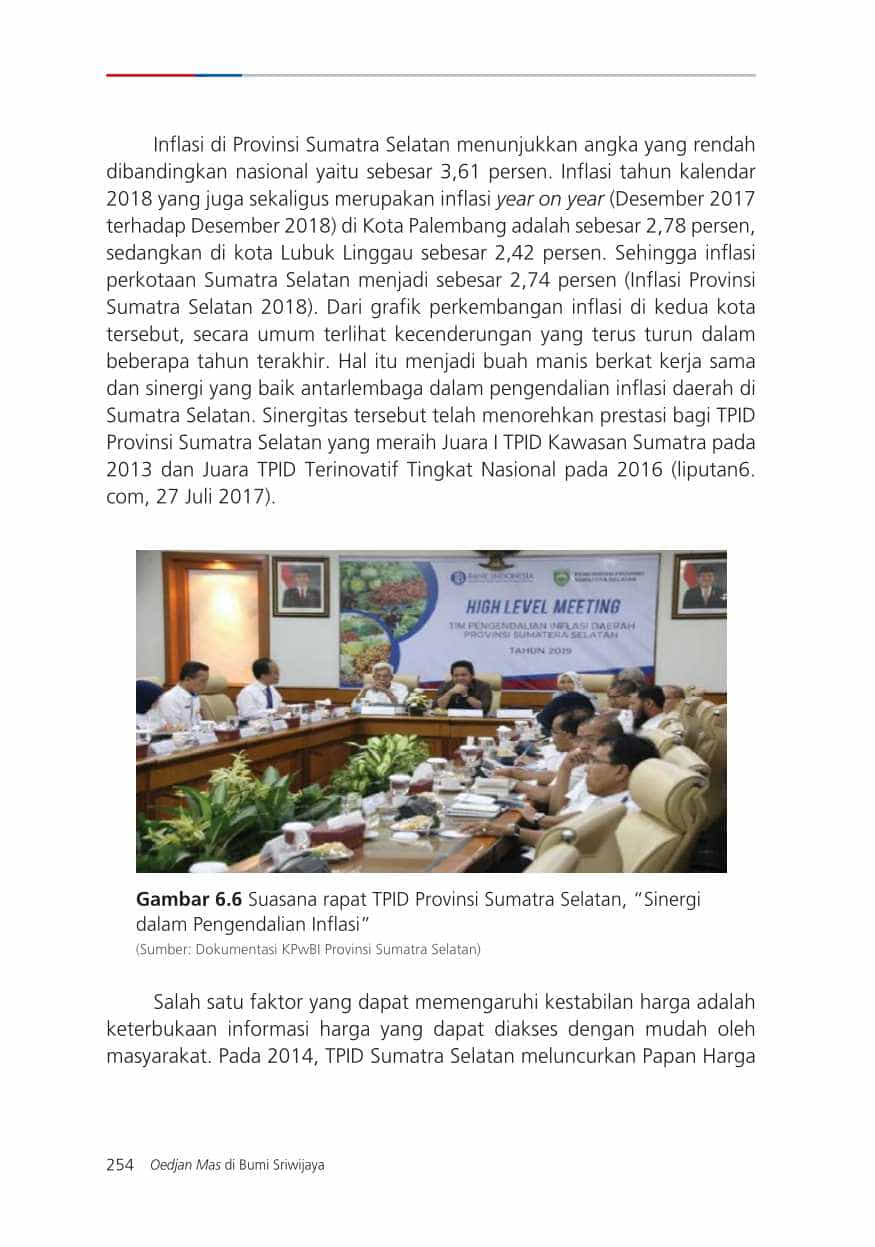 Inflasi di Provinsi Sumatra Selatan menunjukkan angka yang rendah
dibandingkan nasional yaitu sebesar 3,61 persen. Inflasi tahun kalendar
2018 yang juga sekaligus merupakan inflasi year on year (Desember 2017
terhadap Desember 2018) di Kota Palembang adalah sebesar 2,78 persen,
sedangkan di kota Lubuk Linggau sebesar 2,42 persen. Sehingga inflasi
perkotaan Sumatra Selatan menjadi sebesar 2,74 persen (Inflasi Provinsi
Sumatra Selatan 2018). Dari grafik perkembangan inflasi di kedua kota
tersebut, secara umum terlihat kecenderungan yang terus turun dalam
beberapa tahun terakhir. Hal itu menjadi buah manis berkat kerja sama
dan sinergi yang baik antarlembaga dalam pengendalian inflasi daerah di
Sumatra Selatan. Sinergitas tersebut telah menorehkan prestasi bagi TPID
Provinsi Sumatra Selatan yang meraih Juara I TPID Kawasan Sumatra pada
2013 dan Juara TPID Terinovatif Tingkat Nasional pada 2016 (liputan6.
com, 27 Juli 2017).
BANK INDONESIA
PEMERINTAH PROVINSI
SUMATERA SELATAN
HIGH LEVEL MEETING
TIM PENGENDALIAN INFLASI DAERAH
PROVINSI SUMATERA SELATAN
TAHUN 2019
Gambar 6.6 Suasana rapat TPID Provinsi Sumatra Selatan, “Sinergi
dalam Pengendalian Inflasi”
(Sumber: Dokumentasi KPwBI Provinsi Sumatra Selatan)
Salah satu faktor yang dapat memengaruhi kestabilan harga adalah
keterbukaan informasi harga yang dapat diakses dengan mudah oleh
masyarakat. Pada 2014, TPID Sumatra Selatan meluncurkan Papan Harga
254 Oedjan Mas di Bumi Sriwijaya